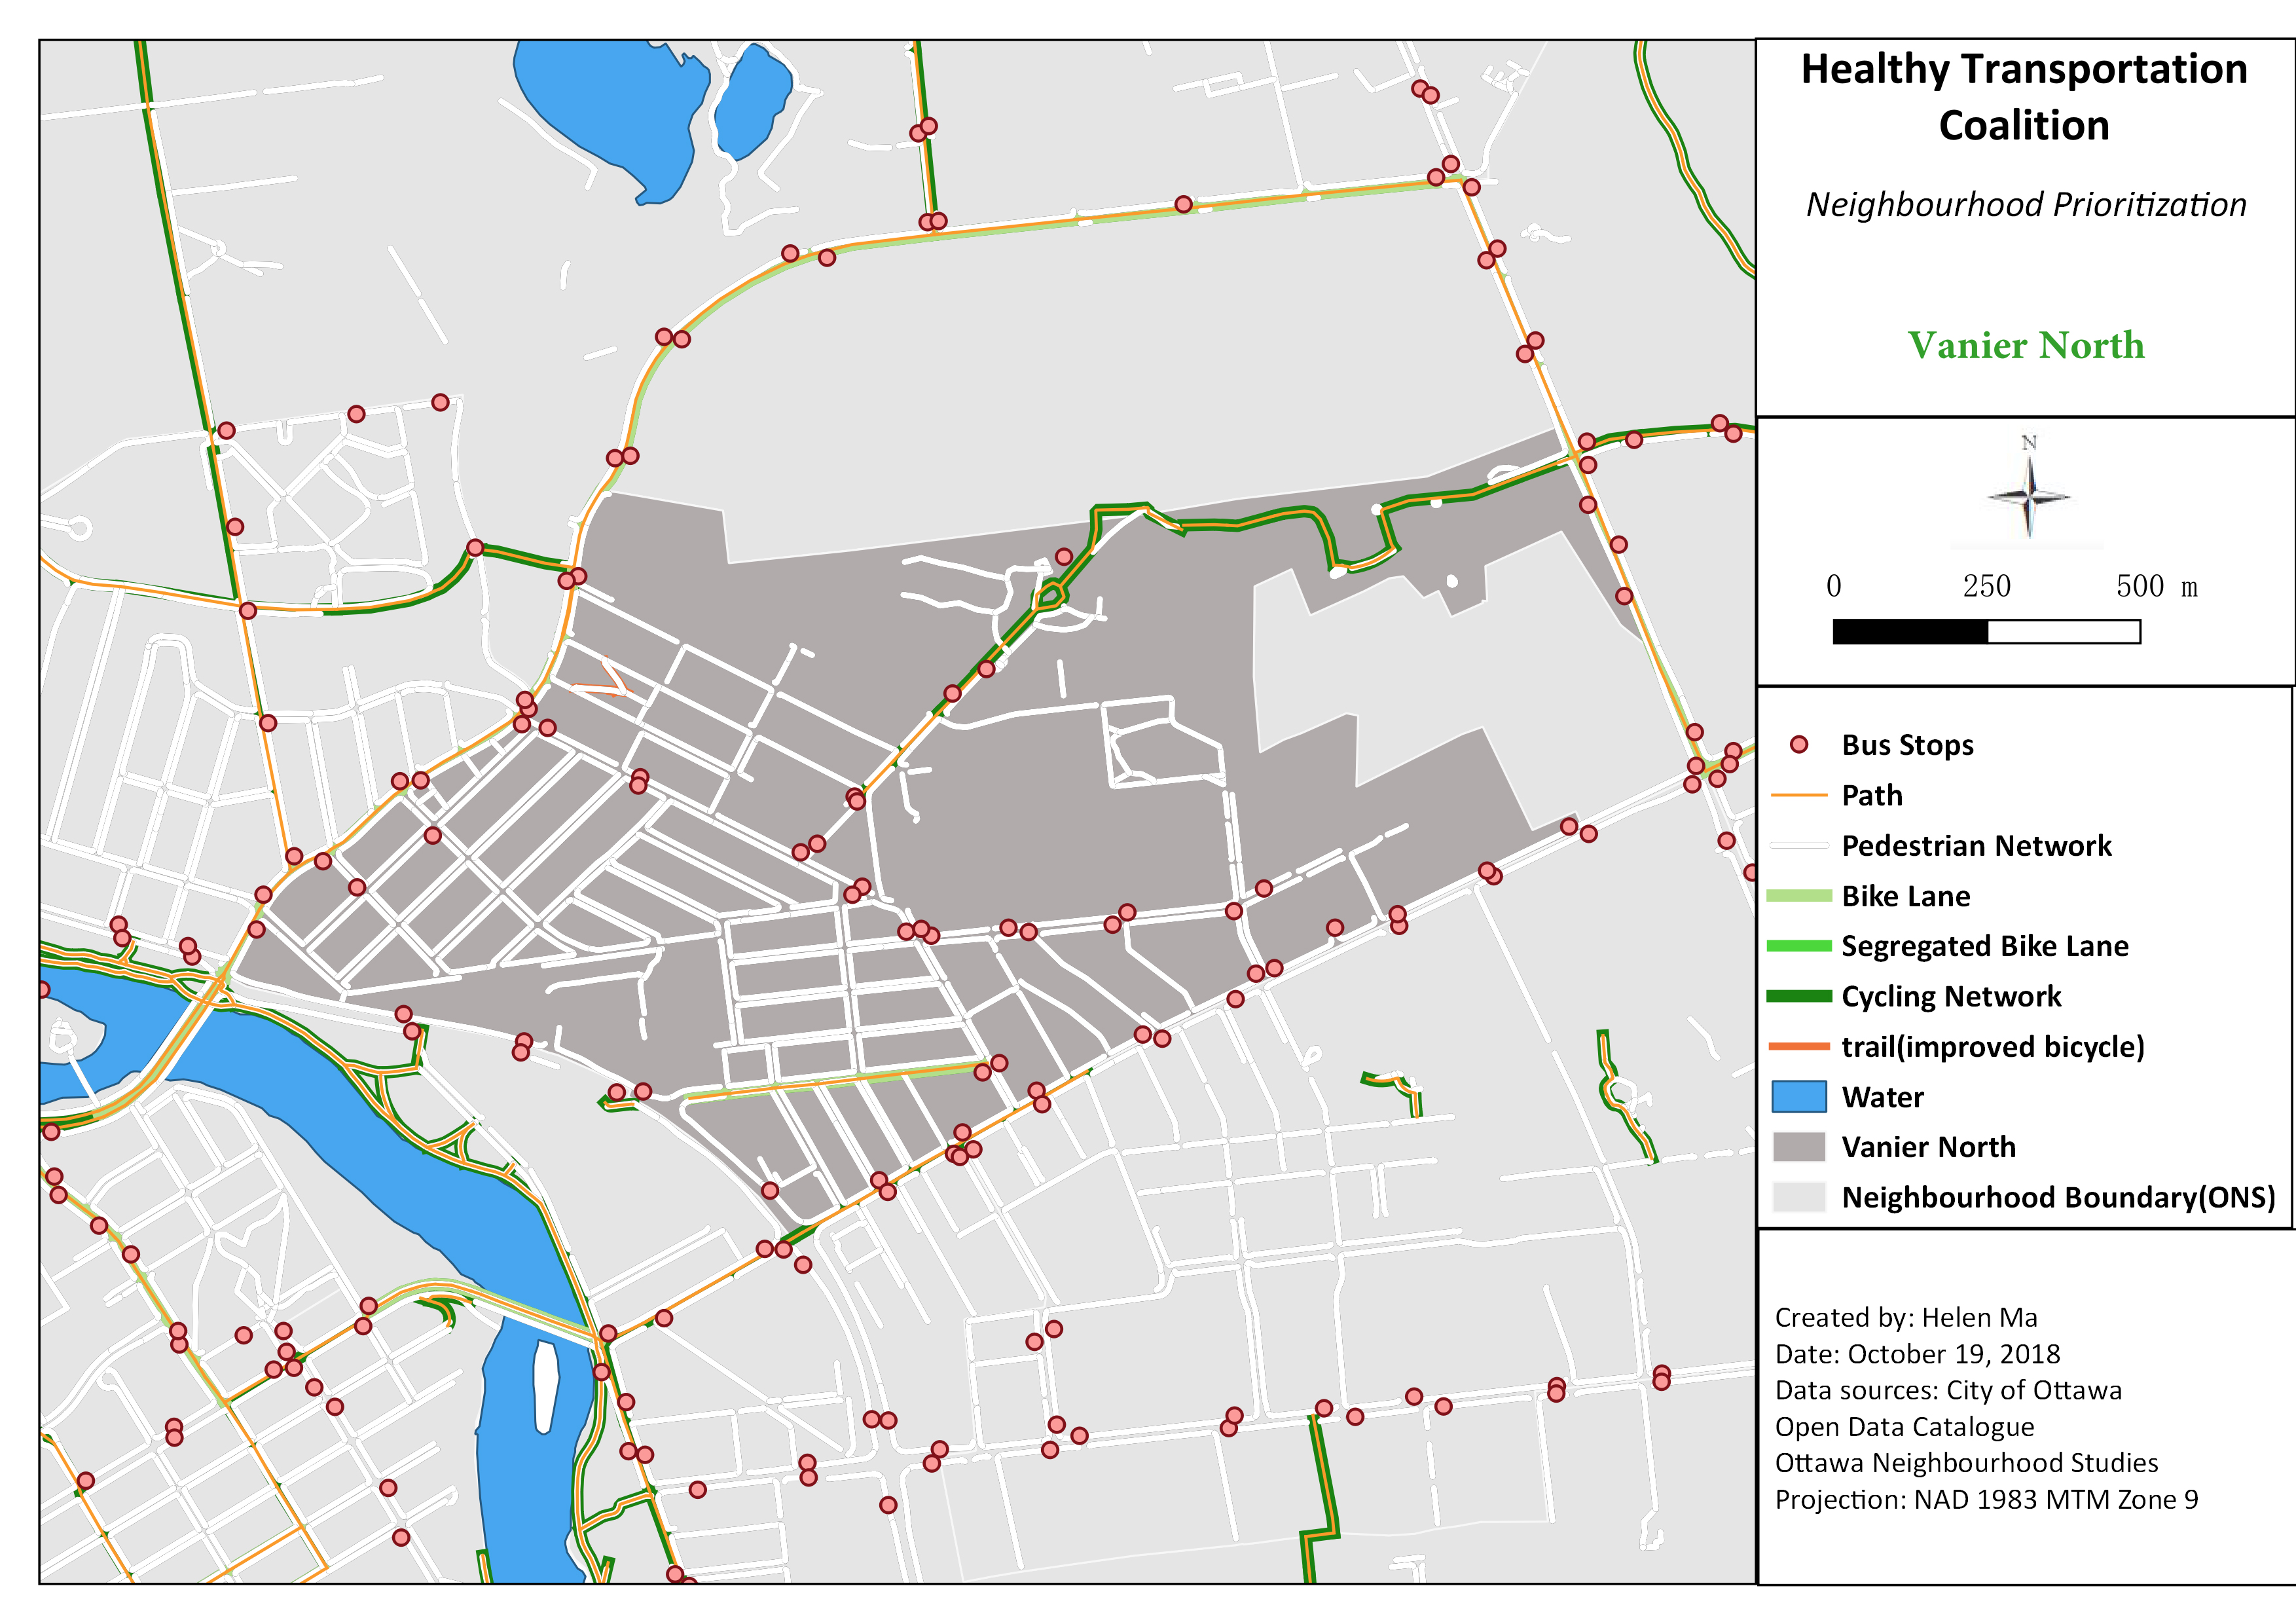 Healthy Transportation
Coalition
Neighbourhood Prioritization
Vanier North
N
0 250 500 m
Bus Stops
Path
Pedestrian Network
Bike Lane
Segregated Bike Lane
Cycling Network
trail(improved bicycle)
Water
Vanier North
Neighbourhood Boundary(ONS)
Created by: Helen Ma
Date: October 19, 2018
Data sources: City of Ottawa
Open Data Catalogue
Ottawa Neighbourhood Studies
Projection: NAD 1983 MTM Zone 9